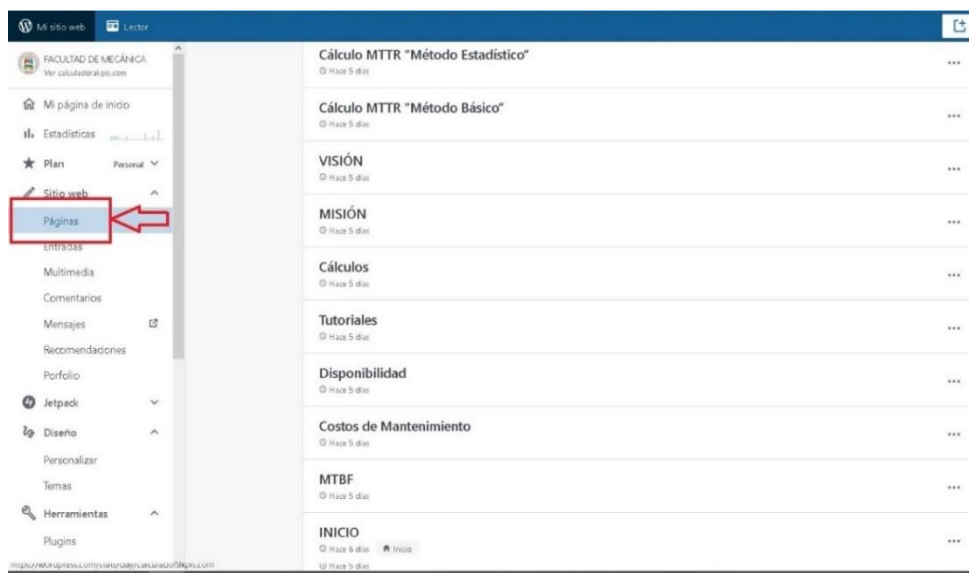 Mi sitio web
Lector
FACULTAD DE MECÁNICA
Ver calculadorakpis.com
Mi página de inicio
Estadísticas
Plan Personal
Sitio web
Páginas
Entradas
Multimedia
Comentarios
Mensajes
Recomendaciones
Porfolio
Jetpack
Diseño
Personalizar
Temas
Herramientas
Plugins
Cálculo MTTR "Método Estadístico"
Hace 5 días
Cálculo MTTR "Método Básico"
Hace 5 días
VISIÓN
Hace 5 días
MISIÓN
Hace 5 días
Cálculos
Hace 5 días
Tutoriales
Hace 5 días
Disponibilidad
Hace 5 días
Costos de Mantenimiento
Hace 5 días
MTBF
Hace 5 días
INICIO
Hace 6 días Inicio
Hace 5 días